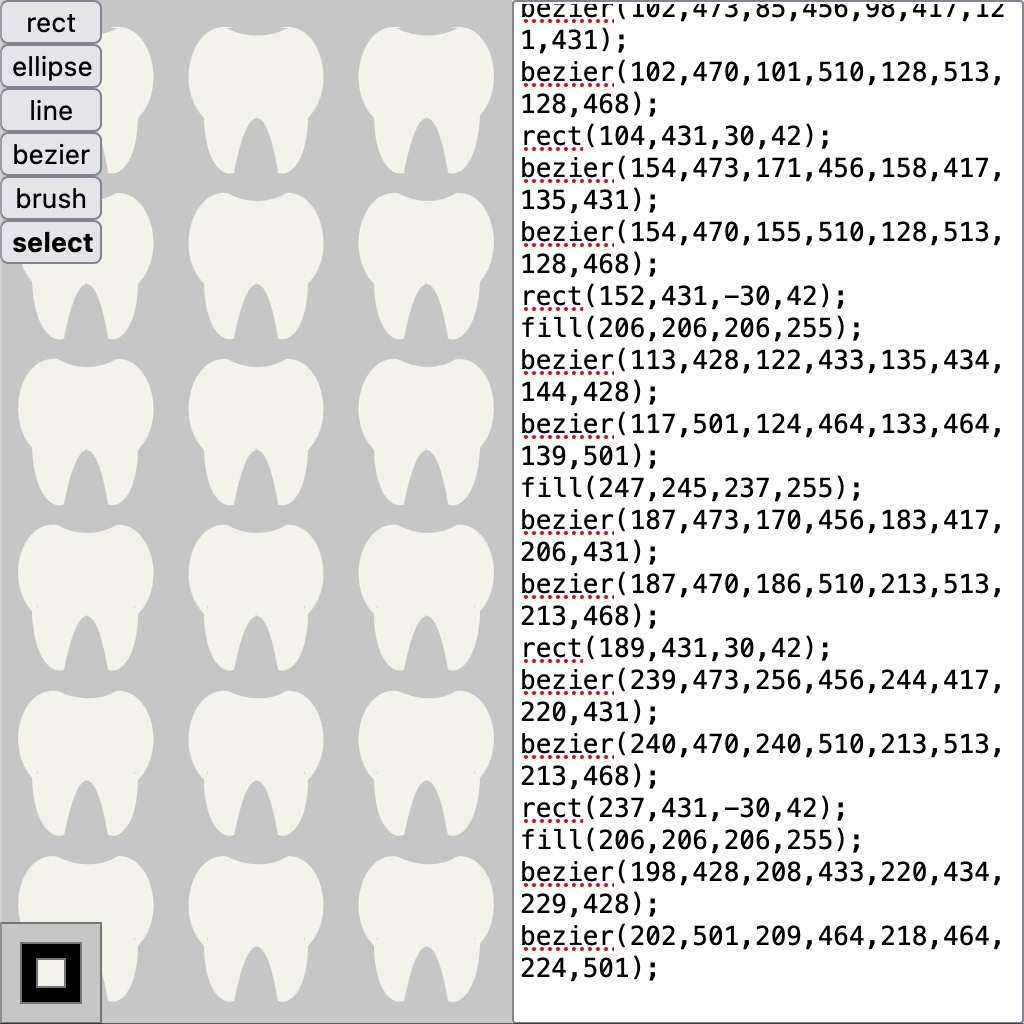 rect
ellipse
line
bezier
brush
select
bezier(102,473,85,456,98,417,12
1,431);
bezier(102,470,101,510,128,513,
128,468);
rect(104,431,30,42);
bezier(154,473,171,456,158,417,
135,431);
bezier(154,470,155,510,128,513,
128,468);
rect(152,431,-30,42);
fill(206,206,206,255);
bezier(113,428,122,433,135,434,
144,428);
bezier(117,501,124,464,133,464,
139,501);
fill(247,245,237,255);
bezier(187,473,170,456,183,417,
206,431);
bezier(187,470,186,510,213,513,
213,468);
rect(189,431,30,42);
bezier(239,473,256,456,244,417,
220,431);
bezier(240,470,240,510,213,513,
213,468);
rect(237,431,-30,42);
fill(206,206,206,255);
bezier(198,428,208,433,220,434,
229,428);
bezier(202,501,209,464,218,464,
224,501);